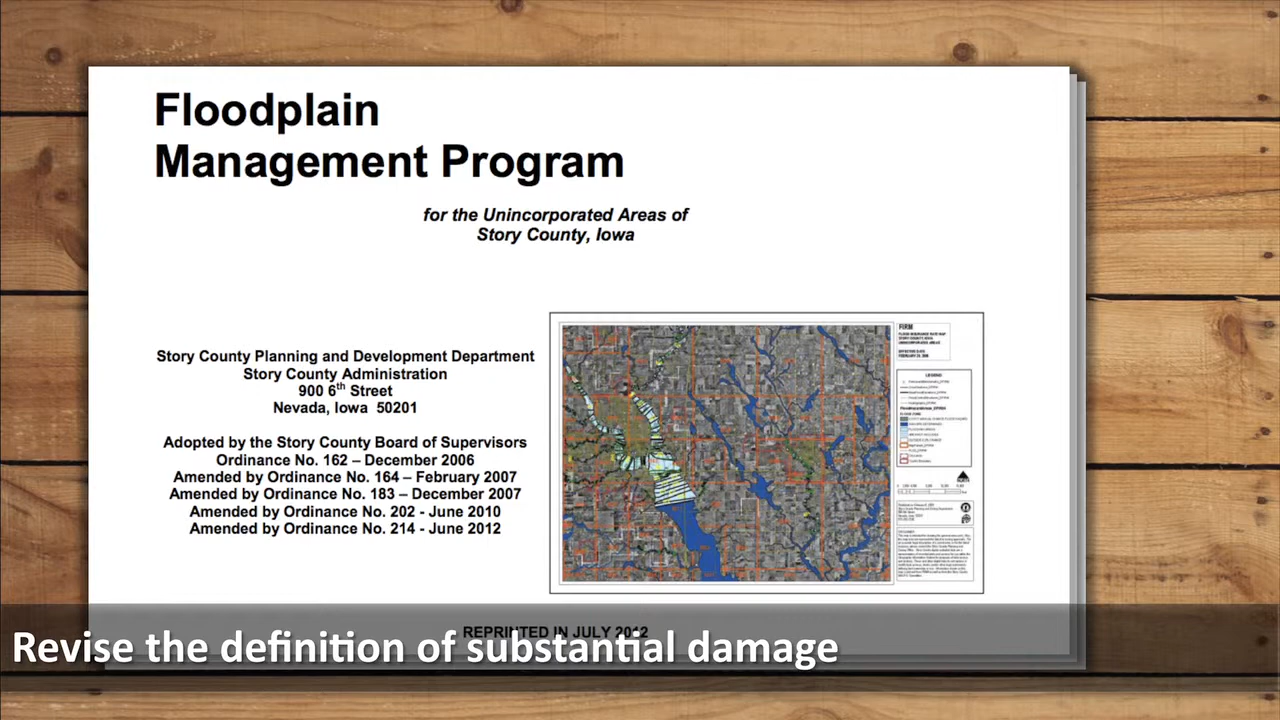 Floodplain
Management Program
for the Unincorporated Areas of
Story County, Iowa
Story County Planning and Development Department
Story County Administration
900 6th Street
Nevada, Iowa 50201
Adopted by the Story County Board of Supervisors
Ordinance No. 162 – December 2006
Amended by Ordinance No. 164 – February 2007
Amended by Ordinance No. 183 – December 2007
Amended by Ordinance No. 202 - June 2010
Amended by Ordinance No. 214 - June 2012
FIRM
LEGEND
REPRINTED IN JULY 2012
Revise the definition of substantial damage